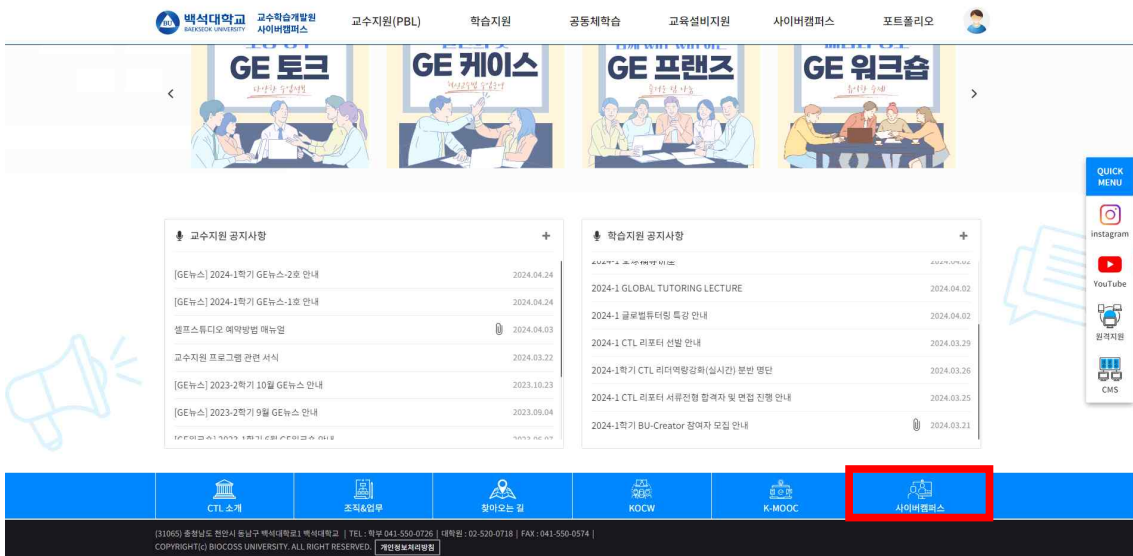 백석대학교
BAEKSEOK UNIVERSITY
교수학습개발원
사이버캠퍼스
교수지원(PBL)
학습지원
공동체학습
교육설비지원
사이버캠퍼스
포트폴리오
GE 토크
GE 케이스
GE 프랜즈
GE 워크숍
QUICK
MENU
instagram
YouTube
원격지원
CMS
교수지원 공지사항
[GE뉴스] 2024-1학기 GE뉴스-2호 안내 2024.04.24
[GE뉴스] 2024-1학기 GE뉴스-1호 안내 2024.04.24
셀프스튜디오 예약방법 매뉴얼 2024.04.03
교수지원 프로그램 관련 서식 2024.03.22
[GE뉴스] 2023-2학기 10월 GE뉴스 안내 2023.10.23
[GE뉴스] 2023-2학기 9월 GE뉴스 안내 2023.09.04
학습지원 공지사항
2024-1 GLOBAL TUTORING LECTURE 2024.04.02
2024-1 글로벌튜터링 특강 안내 2024.04.02
2024-1 CTL 리포터 선발 안내 2024.03.29
2024-1학기 CTL 리더역량강화(실시간) 분반 명단 2024.03.26
2024-1 CTL 리포터 서류전형 합격자 및 면접 진행 안내 2024.03.25
2024-1학기 BU-Creator 참여자 모집 안내 2024.03.21
CTL 소개
조직&업무
찾아오는 길
KOCW
K-MOOC
사이버캠퍼스
(31065) 충청남도 천안시 동남구 백석대학로1 백석대학교 | TEL : 학부 041-550-0726 | 대학원 : 02-520-0718 | FAX : 041-550-0574 |
COPYRIGHT(c) BIOCOSS UNIVERSITY. ALL RIGHT RESERVED. 개인정보처리방침